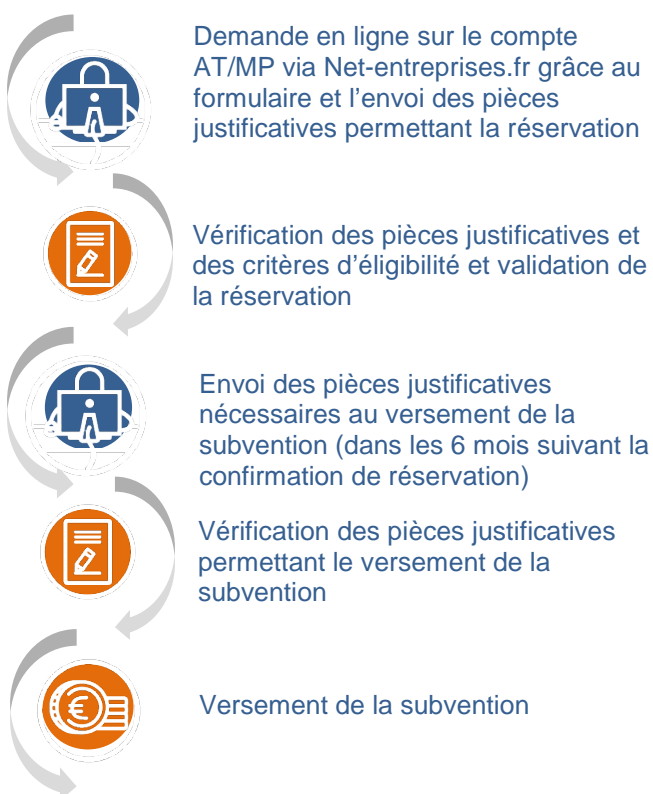 Demande en ligne sur le compte
AT/MP via Net-entreprises.fr grâce au
formulaire et l’envoi des pièces
justificatives permettant la réservation
Vérification des pièces justificatives et
des critères d’éligibilité et validation de
la réservation
Envoi des pièces justificatives
nécessaires au versement de la
subvention (dans les 6 mois suivant la
confirmation de réservation)
Vérification des pièces justificatives
permettant le versement de la
subvention
€
Versement de la subvention